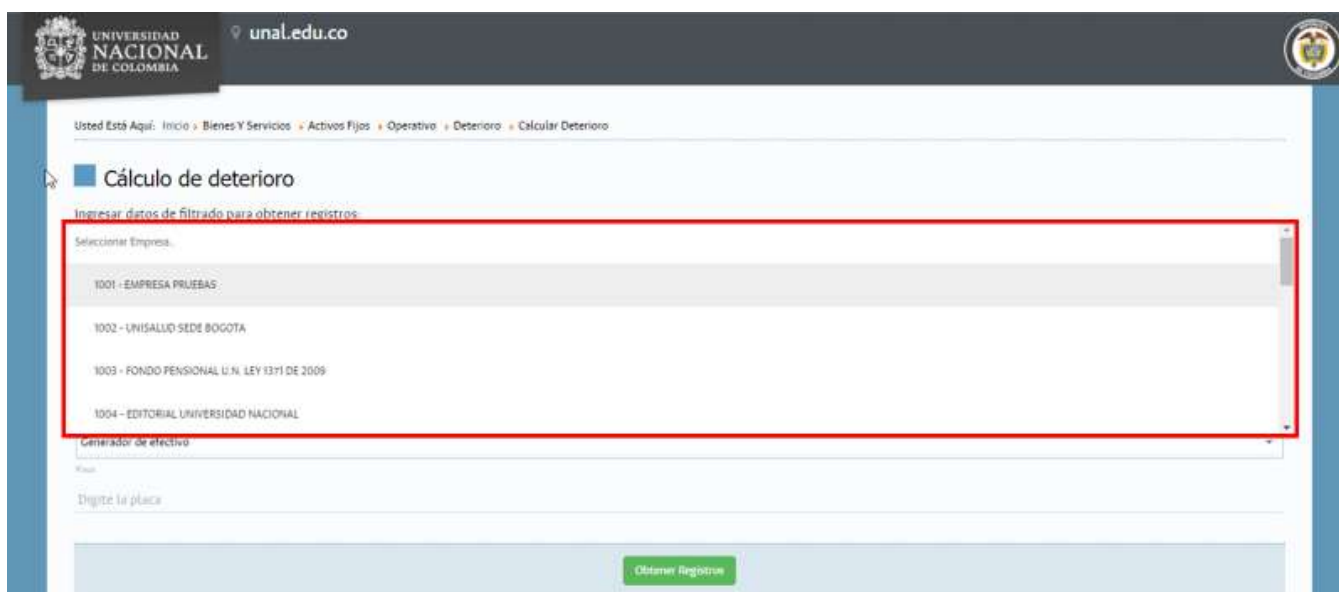 UNIVERSIDAD
NACIONAL
DE COLOMBIA
unal.edu.co
Usted Está Aquí: Inicio Bienes Y Servicios Activos Fijos Operativo Deterioro Calcular Deterioro
Cálculo de deterioro
Ingresar datos de filtrado para obtener registros:
Seleccionar Empresa..
1001 - EMPRESA PRUEBAS
1002 - UNISALUD SEDE BOGOTA
1003 - FONDO PENSIONAL U.N. LEY 1371 DE 2009
1004 - EDITORIAL UNIVERSIDAD NACIONAL
Generador de efectivo
Digite la placa
Obtener Registros